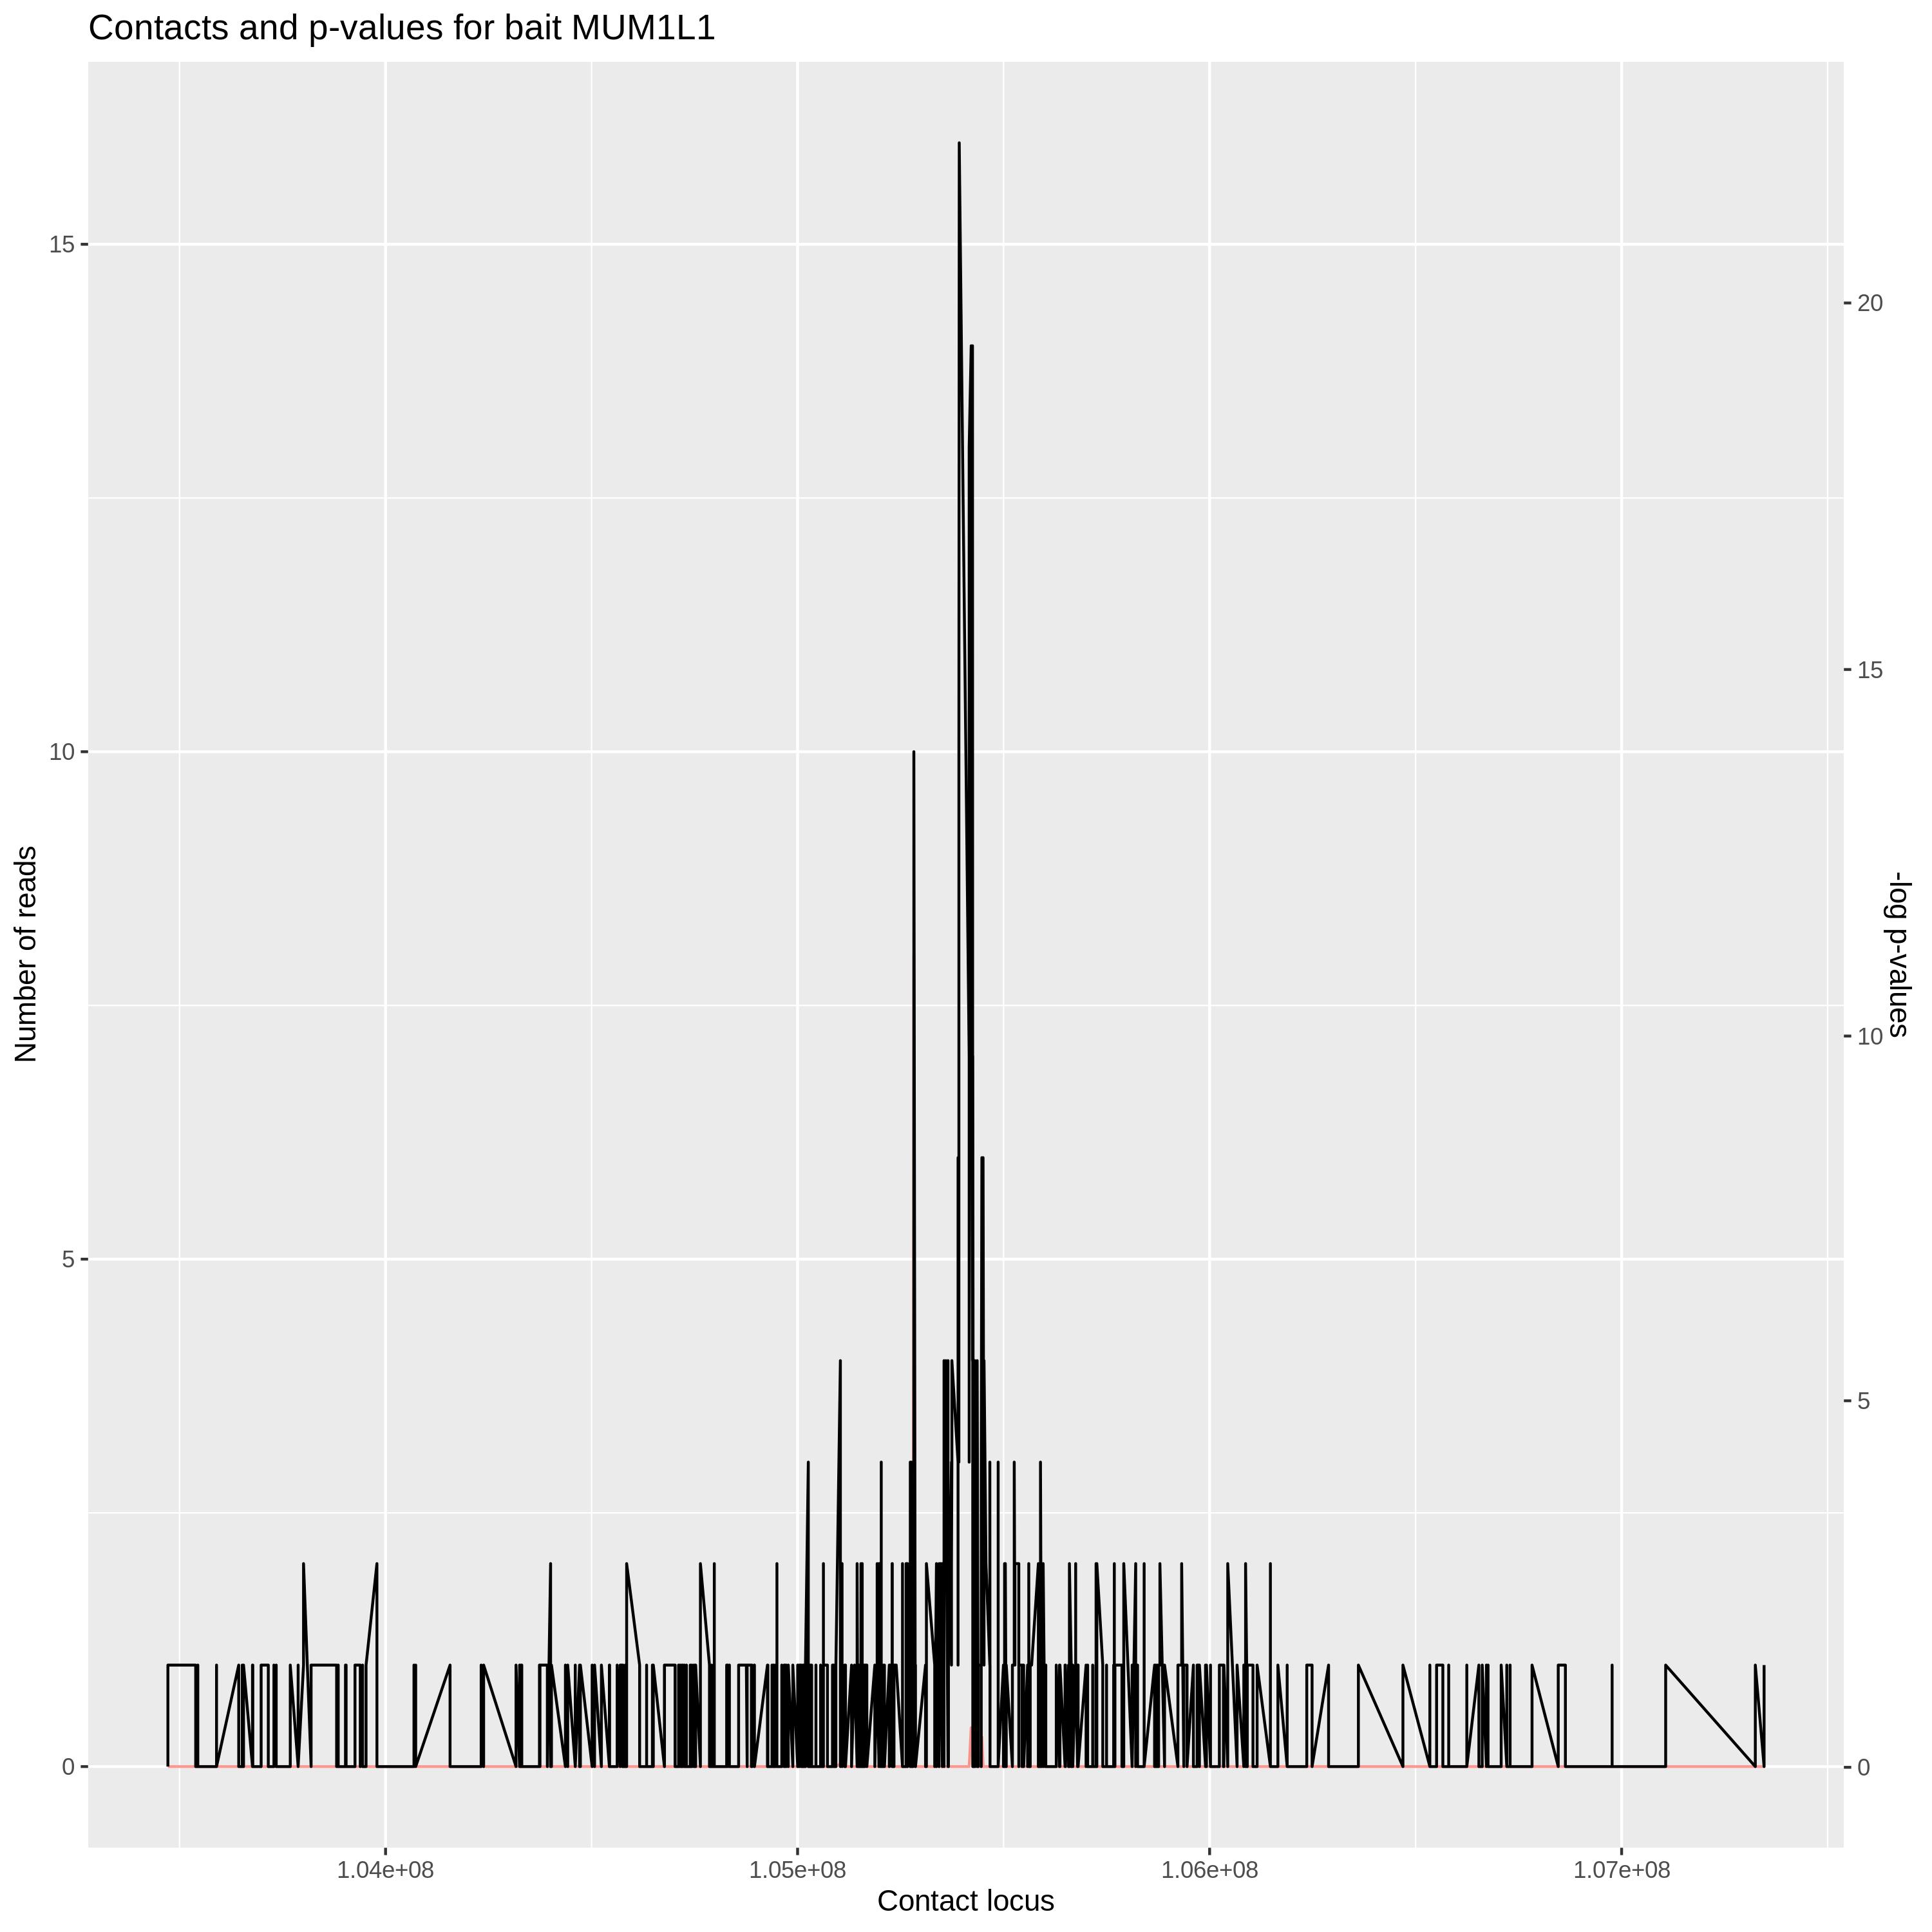 Contacts and p-values for bait MUM1L1
15
10
5
0
Number of reads
20
15
10
5
0
-log p-values
1.04e+08
1.05e+08
1.06e+08
1.07e+08
Contact locus